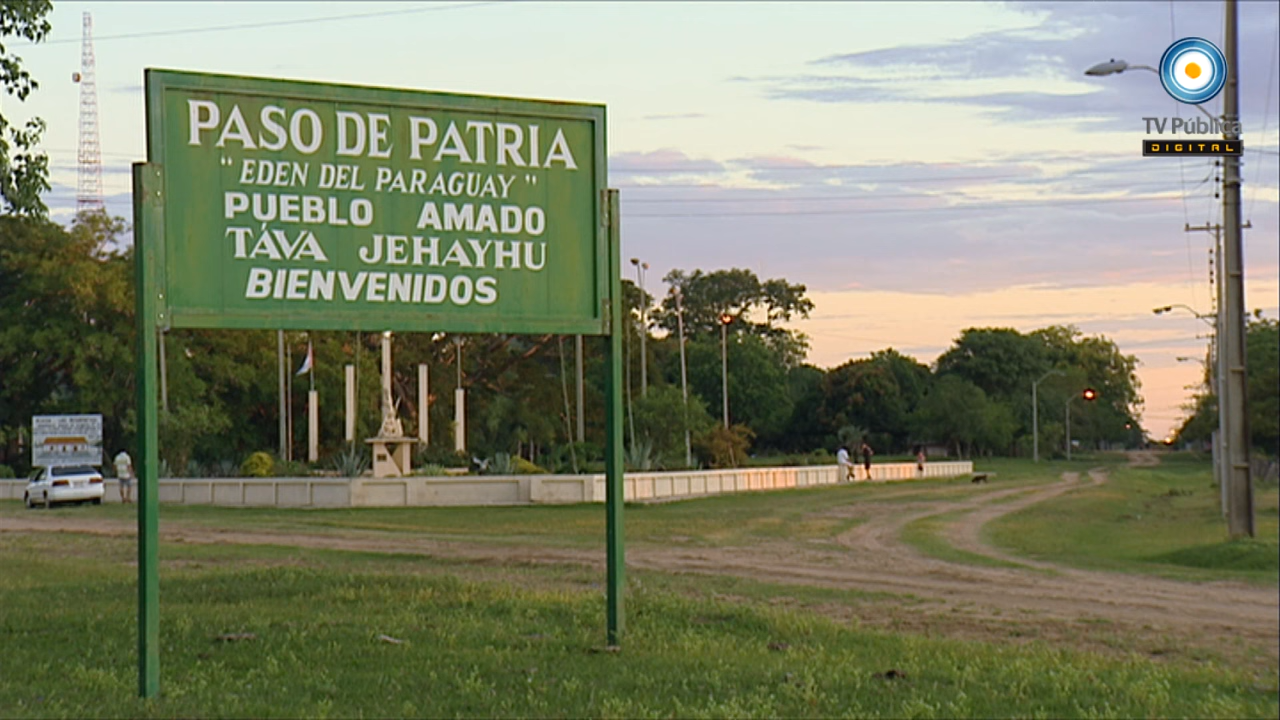 PASO DE PATRIA
"EDEN DEL PARAGUAY"
PUEBLO AMADO
TÁVA JEHAYHU
BIENVENIDOS
TV Pública
DIGITAL